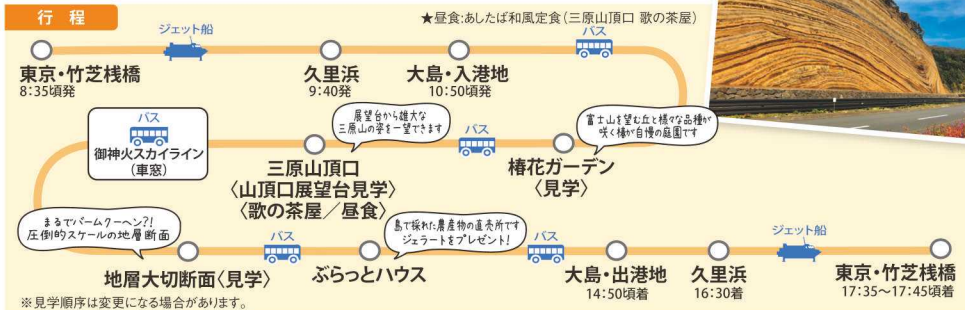 行程
★昼食:あしたば和風定食(三原山頂口 歌の茶屋)
ジェット船
バス
東京・竹芝桟橋
8:35頃発
久里浜
9:40発
大島・入港地
10:50頃発
富士山を望む丘と様々な品種が
咲く椿が自慢の庭園です
椿花ガーデン
〈見学〉
バス
展望台から雄大な
三原山の姿を一望できます
三原山頂口
〈山頂口展望台見学〉
〈歌の茶屋/昼食〉
バス
御神火スカイライン
(車窓)
まるでバームクーヘン?!
圧倒的スケールの地層断面
地層大切断面〈見学〉
バス
島で採れた農産物の直売所です
ジェラートをプレゼント!
ぶらっとハウス
バス
大島・出港地
14:50頃着
久里浜
16:30着
ジェット船
東京・竹芝桟橋
17:35〜17:45頃着
※見学順序は変更になる場合があります。